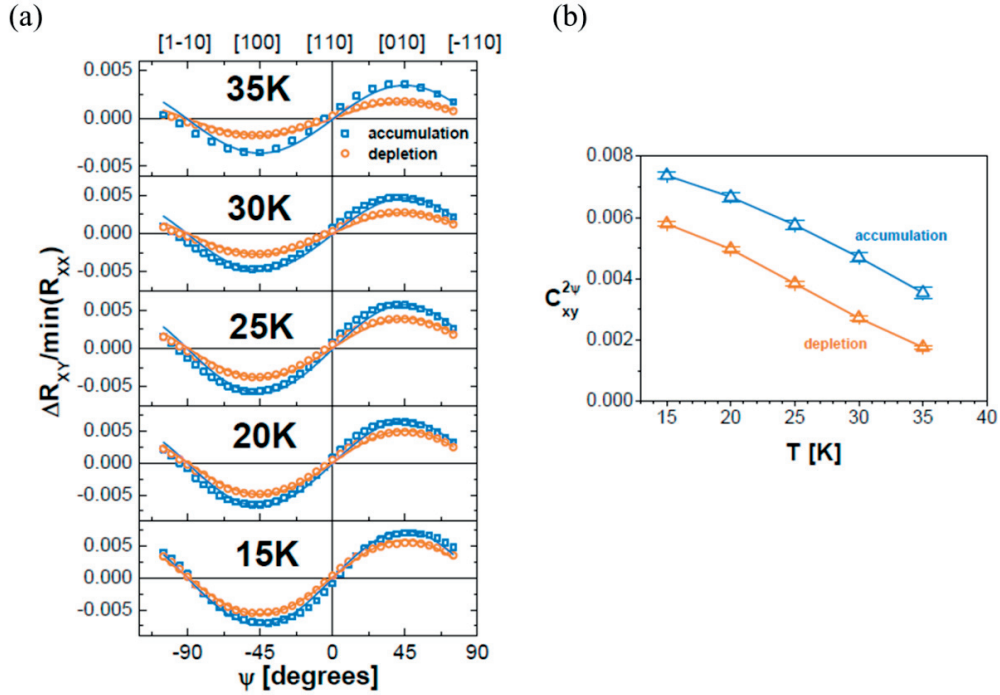 (a)
(b)
[1-10] [100] [110] [010] [-110]
0.005
0.000
-0.005
35K
accumulation
depletion
0.005
0.000
-0.005
30K
0.005
0.000
-0.005
25K
0.005
0.000
-0.005
20K
0.005
0.000
-0.005
15K
-90 -45 0 45 90
ψ [degrees]
ΔR_XY/min(R_XX)
0.008
0.006
0.004
0.002
0.000
C_xy^2ψ
accumulation
depletion
15 20 25 30 35 40
T [K]